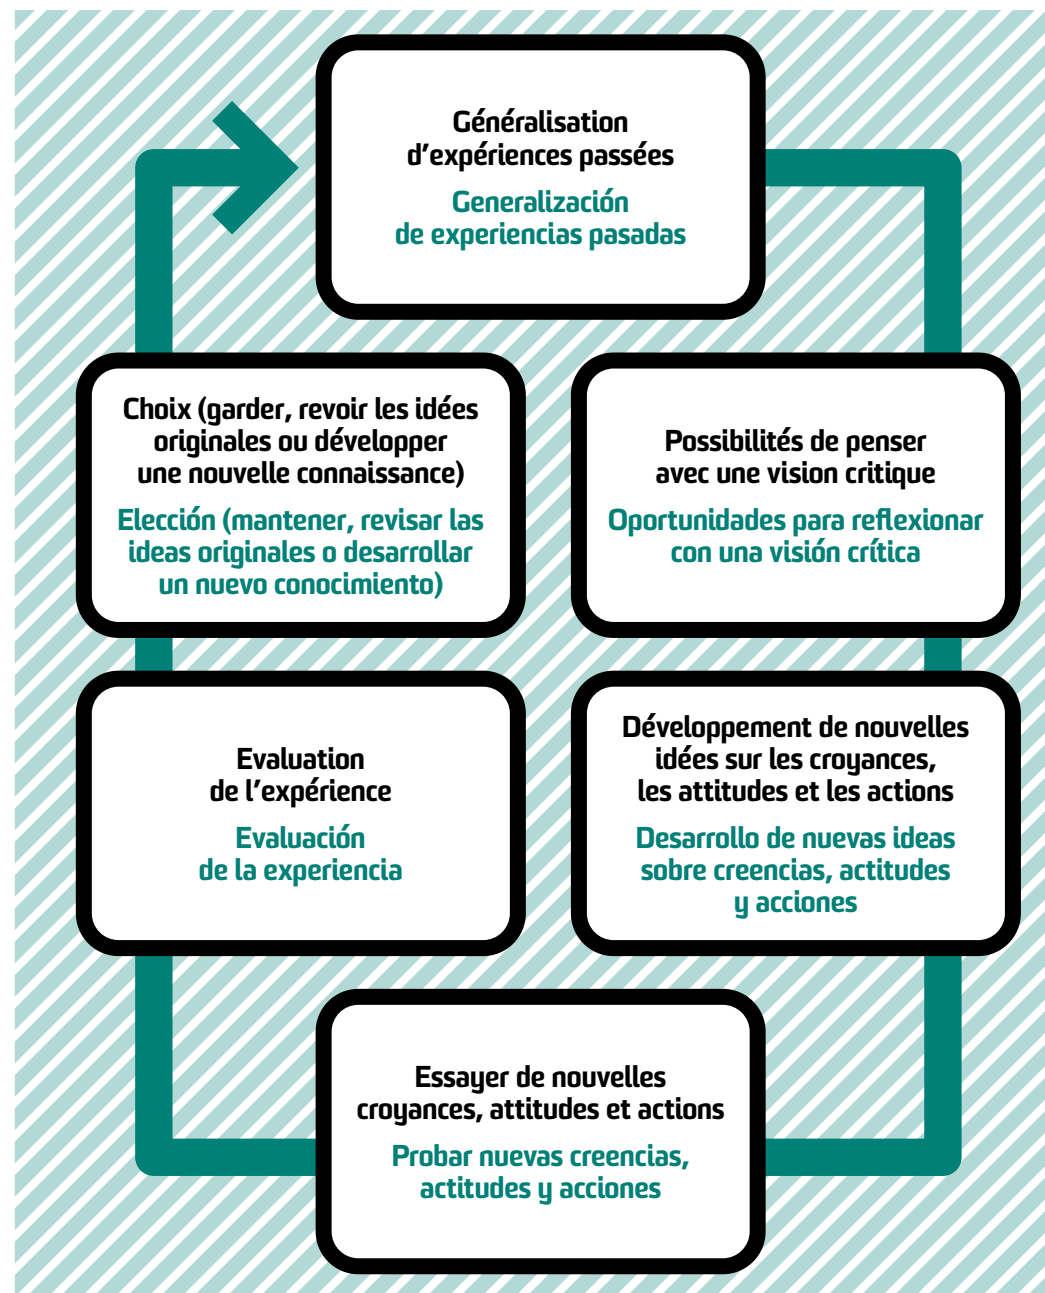 Généralisation
d’expériences passées
Generalización
de experiencias pasadas
Choix (garder, revoir les idées
originales ou développer
une nouvelle connaissance)
Elección (mantener, revisar las
ideas originales o desarrollar
un nuevo conocimiento)
Possibilités de penser
avec une vision critique
Oportunidades para reflexionar
con una visión crítica
Evaluation
de l’expérience
Evaluación
de la experiencia
Développement de nouvelles
idées sur les croyances,
les attitudes et les actions
Desarrollo de nuevas ideas
sobre creencias, actitudes
y acciones
Essayer de nouvelles
croyances, attitudes et actions
Probar nuevas creencias,
actitudes y acciones